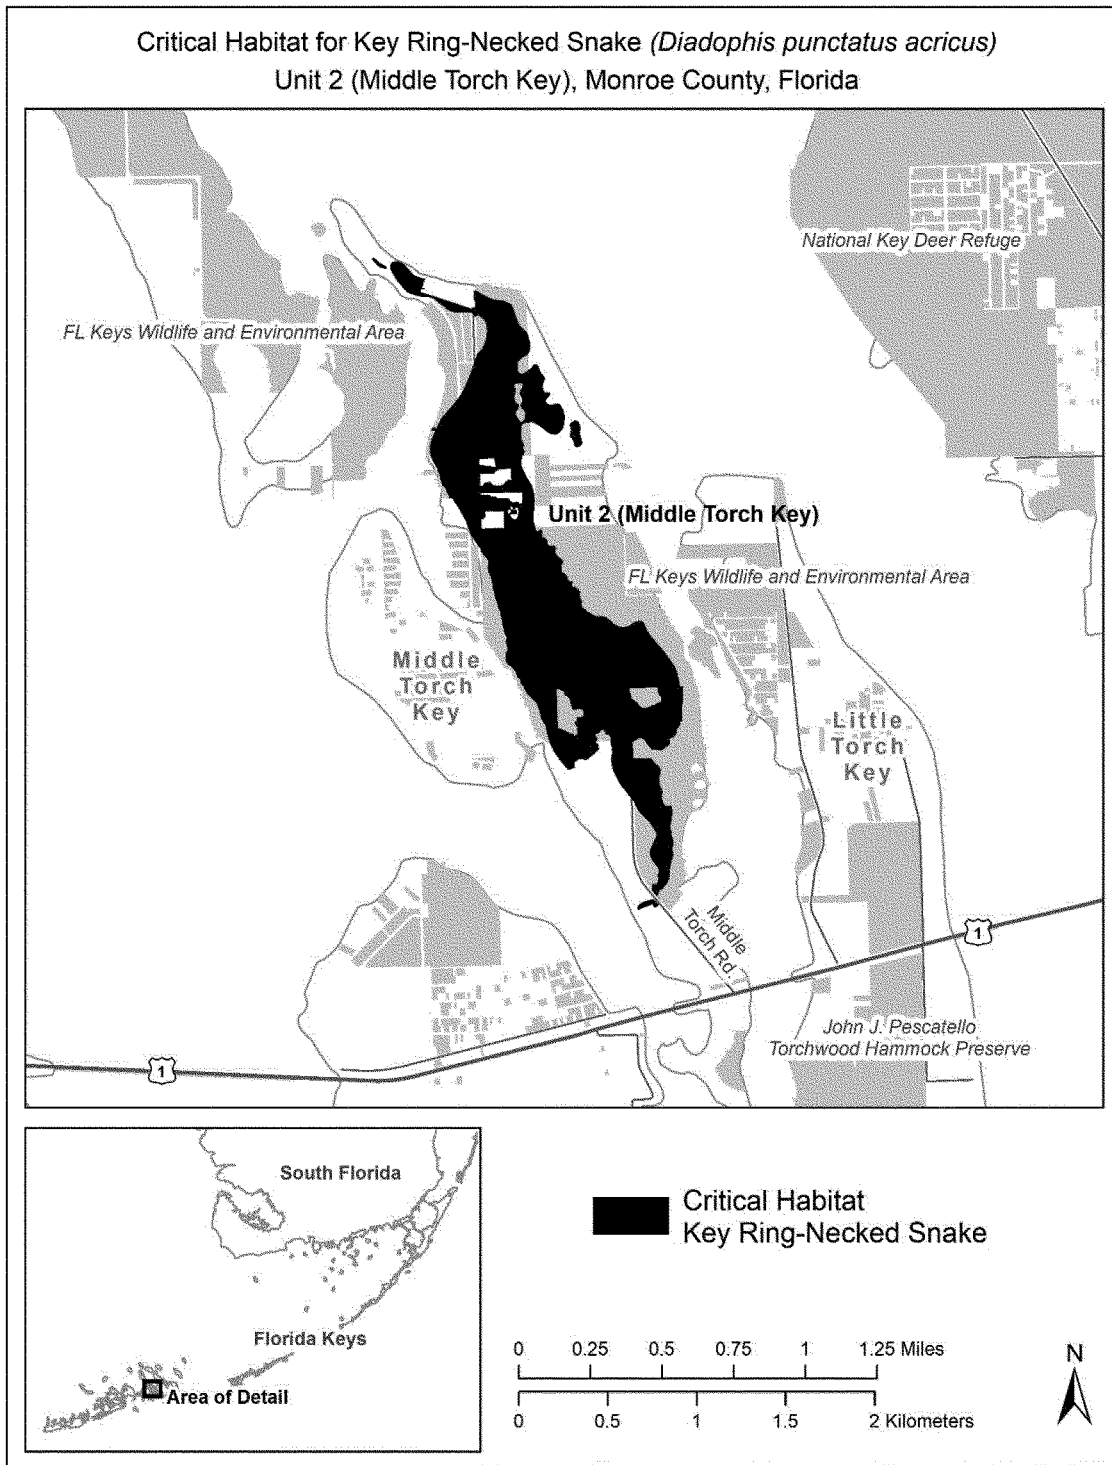 Critical Habitat for Key Ring-Necked Snake (Diadophis punctatus acricus)
Unit 2 (Middle Torch Key), Monroe County, Florida
National Key Deer Refuge
FL Keys Wildlife and Environmental Area
Unit 2 (Middle Torch Key)
FL Keys Wildlife and Environmental Area
Middle
Torch
Key
Little
Torch
Key
Middle
Torch Rd.
1
John J. Pescatello
Torchwood Hammock Preserve
1
South Florida
Florida Keys
Area of Detail
Critical Habitat
Key Ring-Necked Snake
0 0.25 0.5 0.75 1 1.25 Miles
0 0.5 1 1.5 2 Kilometers
N